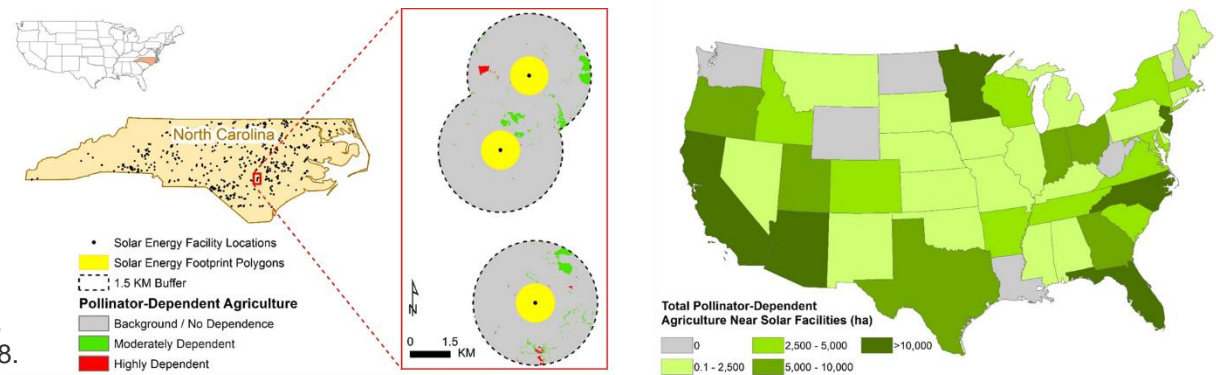 North Carolina
Solar Energy Facility Locations
Solar Energy Footprint Polygons
1.5 KM Buffer
Pollinator-Dependent Agriculture
Background / No Dependence
Moderately Dependent
Highly Dependent
8.
N
0 1.5
KM
Total Pollinator-Dependent
Agriculture Near Solar Facilities (ha)
0 2,500 - 5,000 >10,000
0.1 - 2,500 5,000 - 10,000